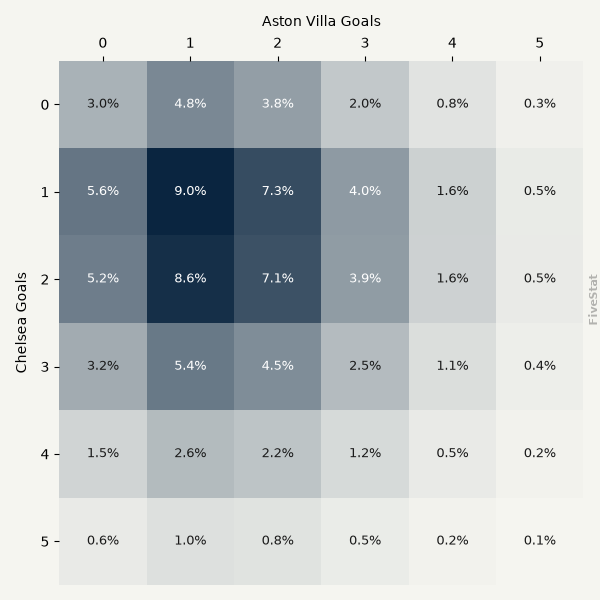 Aston Villa Goals
0 1 2 3 4 5
0 3.0% 4.8% 3.8% 2.0% 0.8% 0.3%
1 5.6% 9.0% 7.3% 4.0% 1.6% 0.5%
2 5.2% 8.6% 7.1% 3.9% 1.6% 0.5%
3 3.2% 5.4% 4.5% 2.5% 1.1% 0.4%
4 1.5% 2.6% 2.2% 1.2% 0.5% 0.2%
5 0.6% 1.0% 0.8% 0.5% 0.2% 0.1%
Chelsea Goals
FiveStat